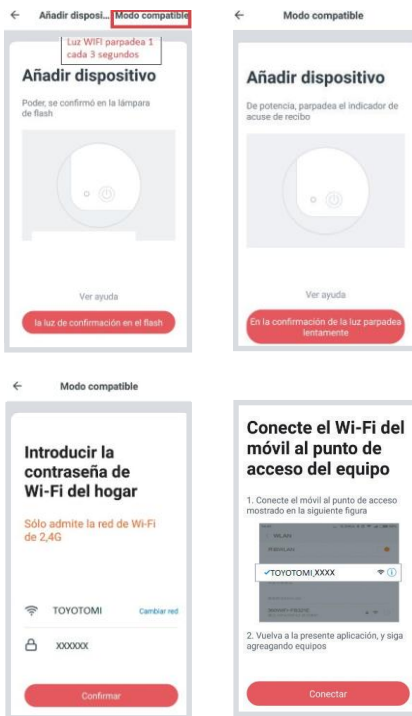 Añadir disposi... Modo compatible
Luz WIFI parpadea 1
cada 3 segundos
Añadir dispositivo
Poder, se confirmó en la lámpara
de flash
Ver ayuda
la luz de confirmación en el flash
Modo compatible
Añadir dispositivo
De potencia, parpadea el indicador de
acuse de recibo
Ver ayuda
En la confirmación de la luz parpadea
lentamente
Modo compatible
Introducir la
contraseña de
Wi-Fi del hogar
Sólo admite la red de Wi-Fi
de 2,4G
TOYOTOMI Cambiar red
XXXXXX
Confirmar
Conecte el Wi-Fi del
móvil al punto de
acceso del equipo
1. Conecte el móvil al punto de acceso
mostrado en la siguiente figura
WLAN
TOYOTOMI,XXXX
2. Vuelva a la presente aplicación, y siga
agreagando equipos
Conectar